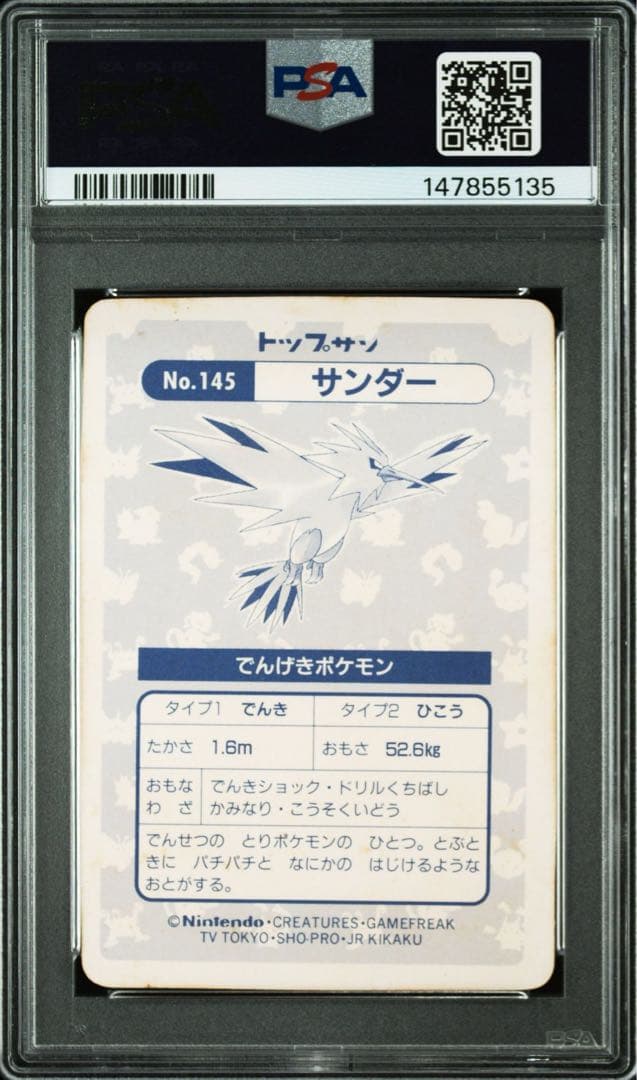 PSA
147855135
トップサン
No.145 サンダー
でんげきポケモン
タイプ1 でんき タイプ2 ひこう
たかさ 1.6m おもさ 52.6kg
おもな でんきショック・ドリルくちばし
わ ざ かみなり・こうそくいどう
でんせつの とりポケモンの ひとつ。とぶと
きに バチバチと なにかの はじけるような
おとがする。
©Nintendo・CREATURES・GAMEFREAK
TV TOKYO・SHO-PRO・JR KIKAKU
PSA